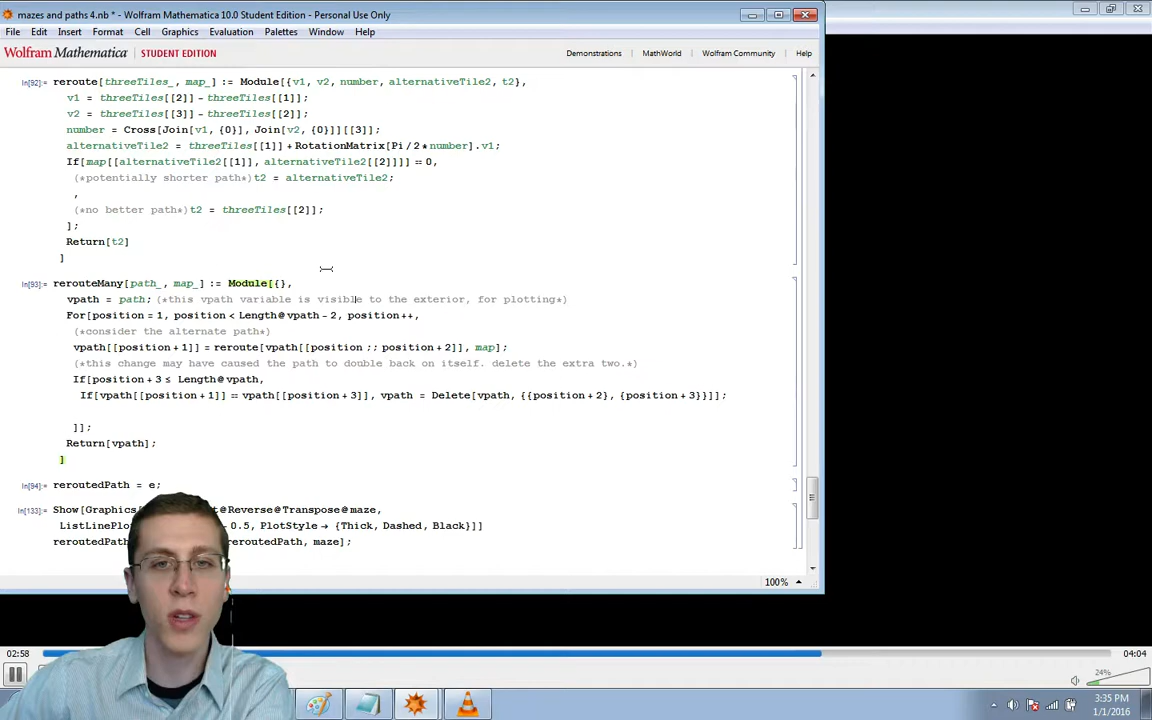 mazes and paths 4.nb * - Wolfram Mathematica 10.0 Student Edition - Personal Use Only
File Edit Insert Format Cell Graphics Evaluation Palettes Window Help
Wolfram Mathematica | STUDENT EDITION Demonstrations | MathWorld | Wolfram Community | Help
In[92]:= reroute[threeTiles_, map_] := Module[{v1, v2, number, alternativeTile2, t2},
v1 = threeTiles[[2]] - threeTiles[[1]];
v2 = threeTiles[[3]] - threeTiles[[2]];
number = Cross[Join[v1, {0}], Join[v2, {0}]][[3]];
alternativeTile2 = threeTiles[[1]] + RotationMatrix[Pi / 2 * number].v1;
If[map[[alternativeTile2[[1]], alternativeTile2[[2]]]] == 0,
(*potentially shorter path*) t2 = alternativeTile2;
,
(*no better path*) t2 = threeTiles[[2]];
];
Return[t2]
]
In[93]:= rerouteMany[path_, map_] := Module[{},
vpath = path; (*this vpath variable is visible to the exterior, for plotting*)
For[position = 1, position < Length@vpath - 2, position++,
(*consider the alternate path*)
vpath[[position + 1]] = reroute[vpath[[position ;; position + 2]], map];
(*this change may have caused the path to double back on itself. delete the extra two.*)
If[position + 3 ≤ Length@vpath,
If[vpath[[position + 1]] == vpath[[position + 3]], vpath = Delete[vpath, {{position + 2}, {position + 3}}]];
]];
Return[vpath];
]
In[94]:= reroutedPath = e;
In[133]:= Show[Graphics@ @Reverse@Transpose@maze,
ListLinePlo - 0.5, PlotStyle → {Thick, Dashed, Black}]]
reroutedPath reroutedPath, maze];
100%
02:58 04:04
24%
3:35 PM
1/1/2016